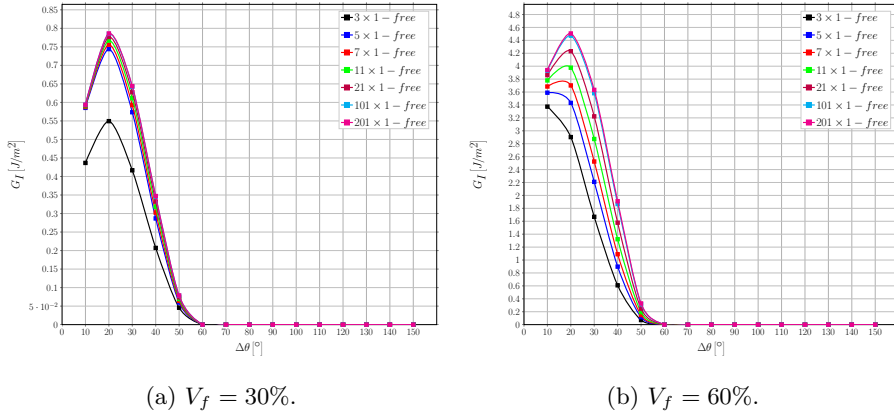 0.85
0.8
0.75
0.7
0.65
0.6
0.55
0.5
0.45
0.4
0.35
0.3
0.25
0.2
0.15
0.1
5 · 10⁻²
0
G_I [J/m²]
0 10 20 30 40 50 60 70 80 90 100 110 120 130 140 150
Δθ [°]
3 × 1 − free
5 × 1 − free
7 × 1 − free
11 × 1 − free
21 × 1 − free
101 × 1 − free
201 × 1 − free
(a) V_f = 30%.
4.8
4.6
4.4
4.2
4
3.8
3.6
3.4
3.2
3
2.8
2.6
2.4
2.2
2
1.8
1.6
1.4
1.2
1
0.8
0.6
0.4
0.2
0
G_I [J/m²]
0 10 20 30 40 50 60 70 80 90 100 110 120 130 140 150
Δθ [°]
3 × 1 − free
5 × 1 − free
7 × 1 − free
11 × 1 − free
21 × 1 − free
101 × 1 − free
201 × 1 − free
(b) V_f = 60%.